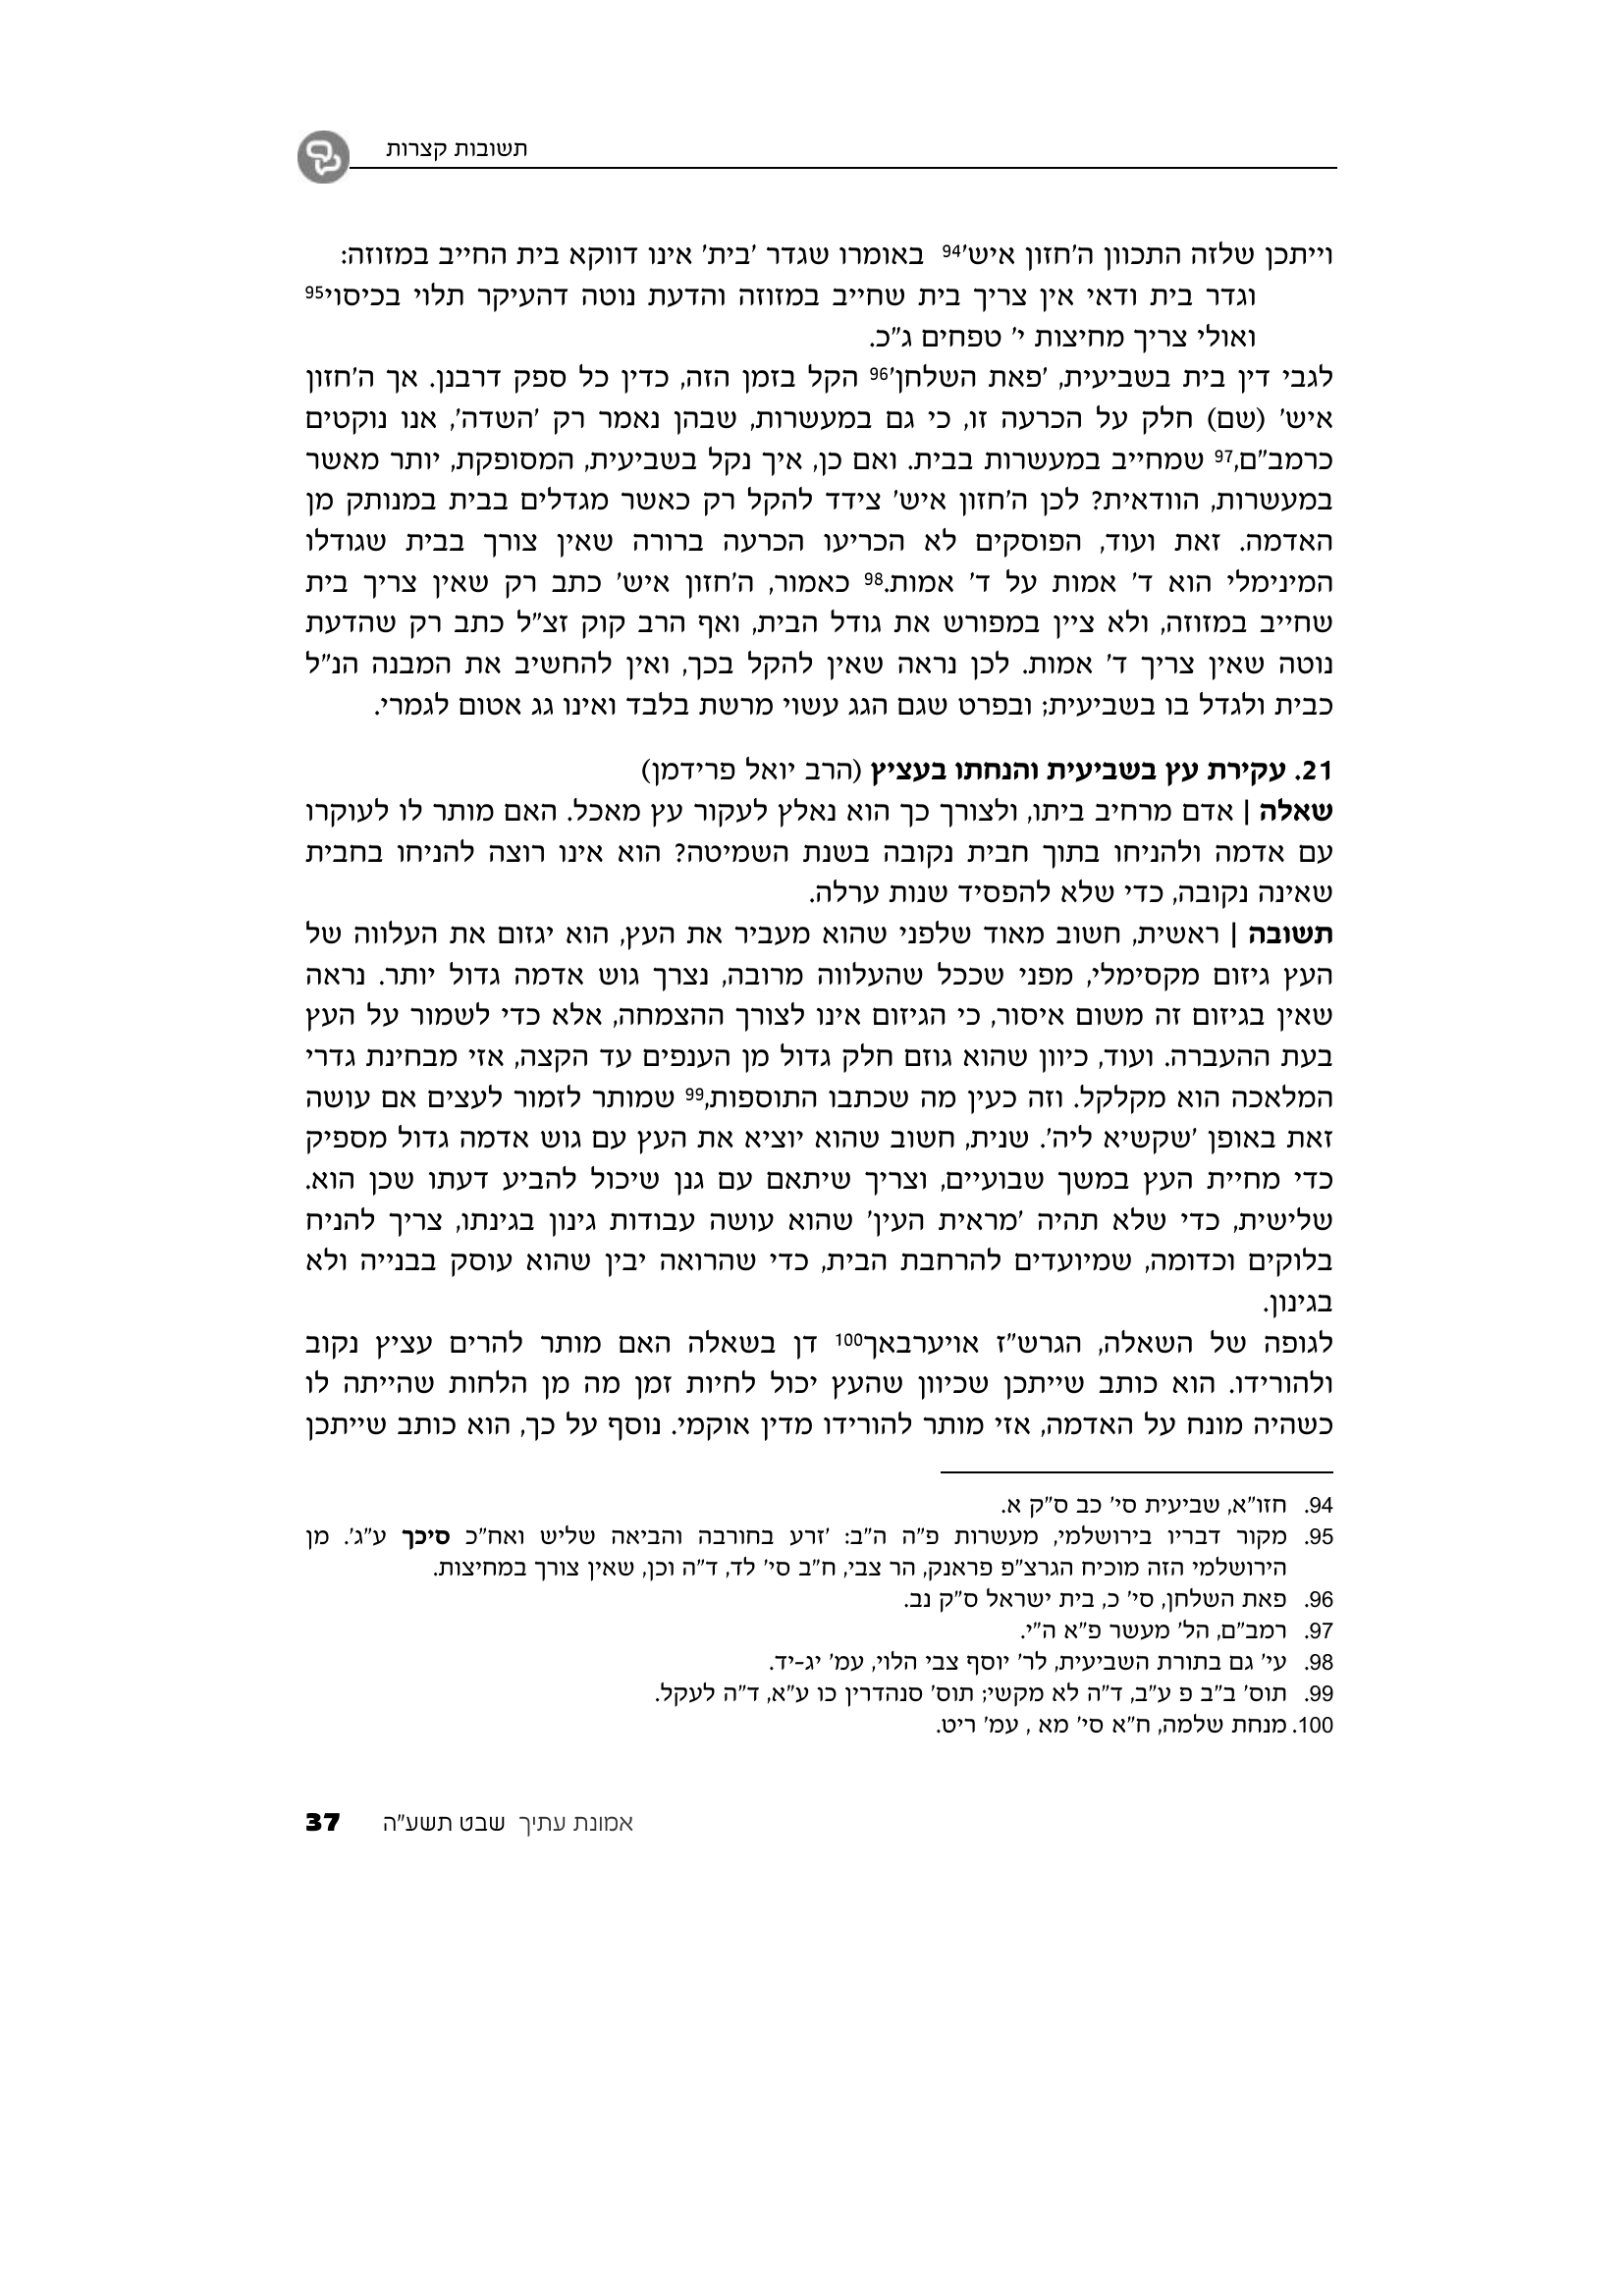 תשובות קצרות
וייתכן שלזה התכוון ה'חזון איש'94 באומרו שגדר 'בית' אינו דווקא בית החייב במזוזה:
וגדר בית ודאי אין צריך בית שחייב במזוזה והדעת נוטה דהעיקר תלוי בכיסוי95
ואולי צריך מחיצות י' טפחים ג"כ.
לגבי דין בית בשביעית, 'פאת השלחן'96 הקל בזמן הזה, כדין כל ספק דרבנן. אך ה'חזון
איש' (שם) חלק על הכרעה זו, כי גם במעשרות, שבהן נאמר רק 'השדה', אנו נוקטים
כרמב"ם,97 שמחייב במעשרות בבית. ואם כן, איך נקל בשביעית, המסופקת, יותר מאשר
במעשרות, הוודאית? לכן ה'חזון איש' צידד להקל רק כאשר מגדלים בבית במנותק מן
האדמה. זאת ועוד, הפוסקים לא הכריעו הכרעה ברורה שאין צורך בבית שגודלו
המינימלי הוא ד' אמות על ד' אמות.98 כאמור, ה'חזון איש' כתב רק שאין צריך בית
שחייב במזוזה, ולא ציין במפורש את גודל הבית, ואף הרב קוק זצ"ל כתב רק שהדעת
נוטה שאין צריך ד' אמות. לכן נראה שאין להקל בכך, ואין להחשיב את המבנה הנ"ל
כבית ולגדל בו בשביעית; ובפרט שגם הגג עשוי מרשת בלבד ואינו גג אטום לגמרי.
21. עקירת עץ בשביעית והנחתו בעציץ (הרב יואל פרידמן)
שאלה | אדם מרחיב ביתו, ולצורך כך הוא נאלץ לעקור עץ מאכל. האם מותר לו לעוקרו
עם אדמה ולהניחו בתוך חבית נקובה בשנת השמיטה? הוא אינו רוצה להניחו בחבית
שאינה נקובה, כדי שלא להפסיד שנות ערלה.
תשובה | ראשית, חשוב מאוד שלפני שהוא מעביר את העץ, הוא יגזום את העלווה של
העץ גיזום מקסימלי, מפני שככל שהעלווה מרובה, נצרך גוש אדמה גדול יותר. נראה
שאין בגיזום זה משום איסור, כי הגיזום אינו לצורך ההצמחה, אלא כדי לשמור על העץ
בעת ההעברה. ועוד, כיוון שהוא גוזם חלק גדול מן הענפים עד הקצה, אזי מבחינת גדרי
המלאכה הוא מקלקל. וזה כעין מה שכתבו התוספות,99 שמותר לזמור לעצים אם עושה
זאת באופן 'שקשיא ליה'. שנית, חשוב שהוא יוציא את העץ עם גוש אדמה גדול מספיק
כדי מחיית העץ במשך שבועיים, וצריך שיתאם עם גנן שיכול להביע דעתו שכן הוא.
שלישית, כדי שלא תהיה 'מראית העין' שהוא עושה עבודות גינון בגינתו, צריך להניח
בלוקים וכדומה, שמיועדים להרחבת הבית, כדי שהרואה יבין שהוא עוסק בבנייה ולא
בגינון.
לגופה של השאלה, הגרש"ז אויערבאך100 דן בשאלה האם מותר להרים עציץ נקוב
ולהורידו. הוא כותב שייתכן שכיוון שהעץ יכול לחיות זמן מה מן הלחות שהייתה לו
כשהיה מונח על האדמה, אזי מותר להורידו מדין אוקמי. נוסף על כך, הוא כותב שייתכן
94. חזו"א, שביעית סי' כב ס"ק א.
95. מקור דבריו בירושלמי, מעשרות פ"ה ה"ב: 'זרע בחורבה והביאה שליש ואח"כ סיכך ע"ג'. מן
הירושלמי הזה מוכיח הגרצ"פ פראנק, הר צבי, ח"ב סי' לד, ד"ה וכן, שאין צורך במחיצות.
96. פאת השלחן, סי' כ, בית ישראל ס"ק נב.
97. רמב"ם, הל' מעשר פ"א ה"י.
98. עי' גם בתורת השביעית, לר' יוסף צבי הלוי, עמ' יג-יד.
99. תוס' ב"ב פ ע"ב, ד"ה לא מקשי; תוס' סנהדרין כו ע"א, ד"ה לעקל.
100. מנחת שלמה, ח"א סי' מא , עמ' ריט.
אמונת עתיך שבט תשע"ה 37